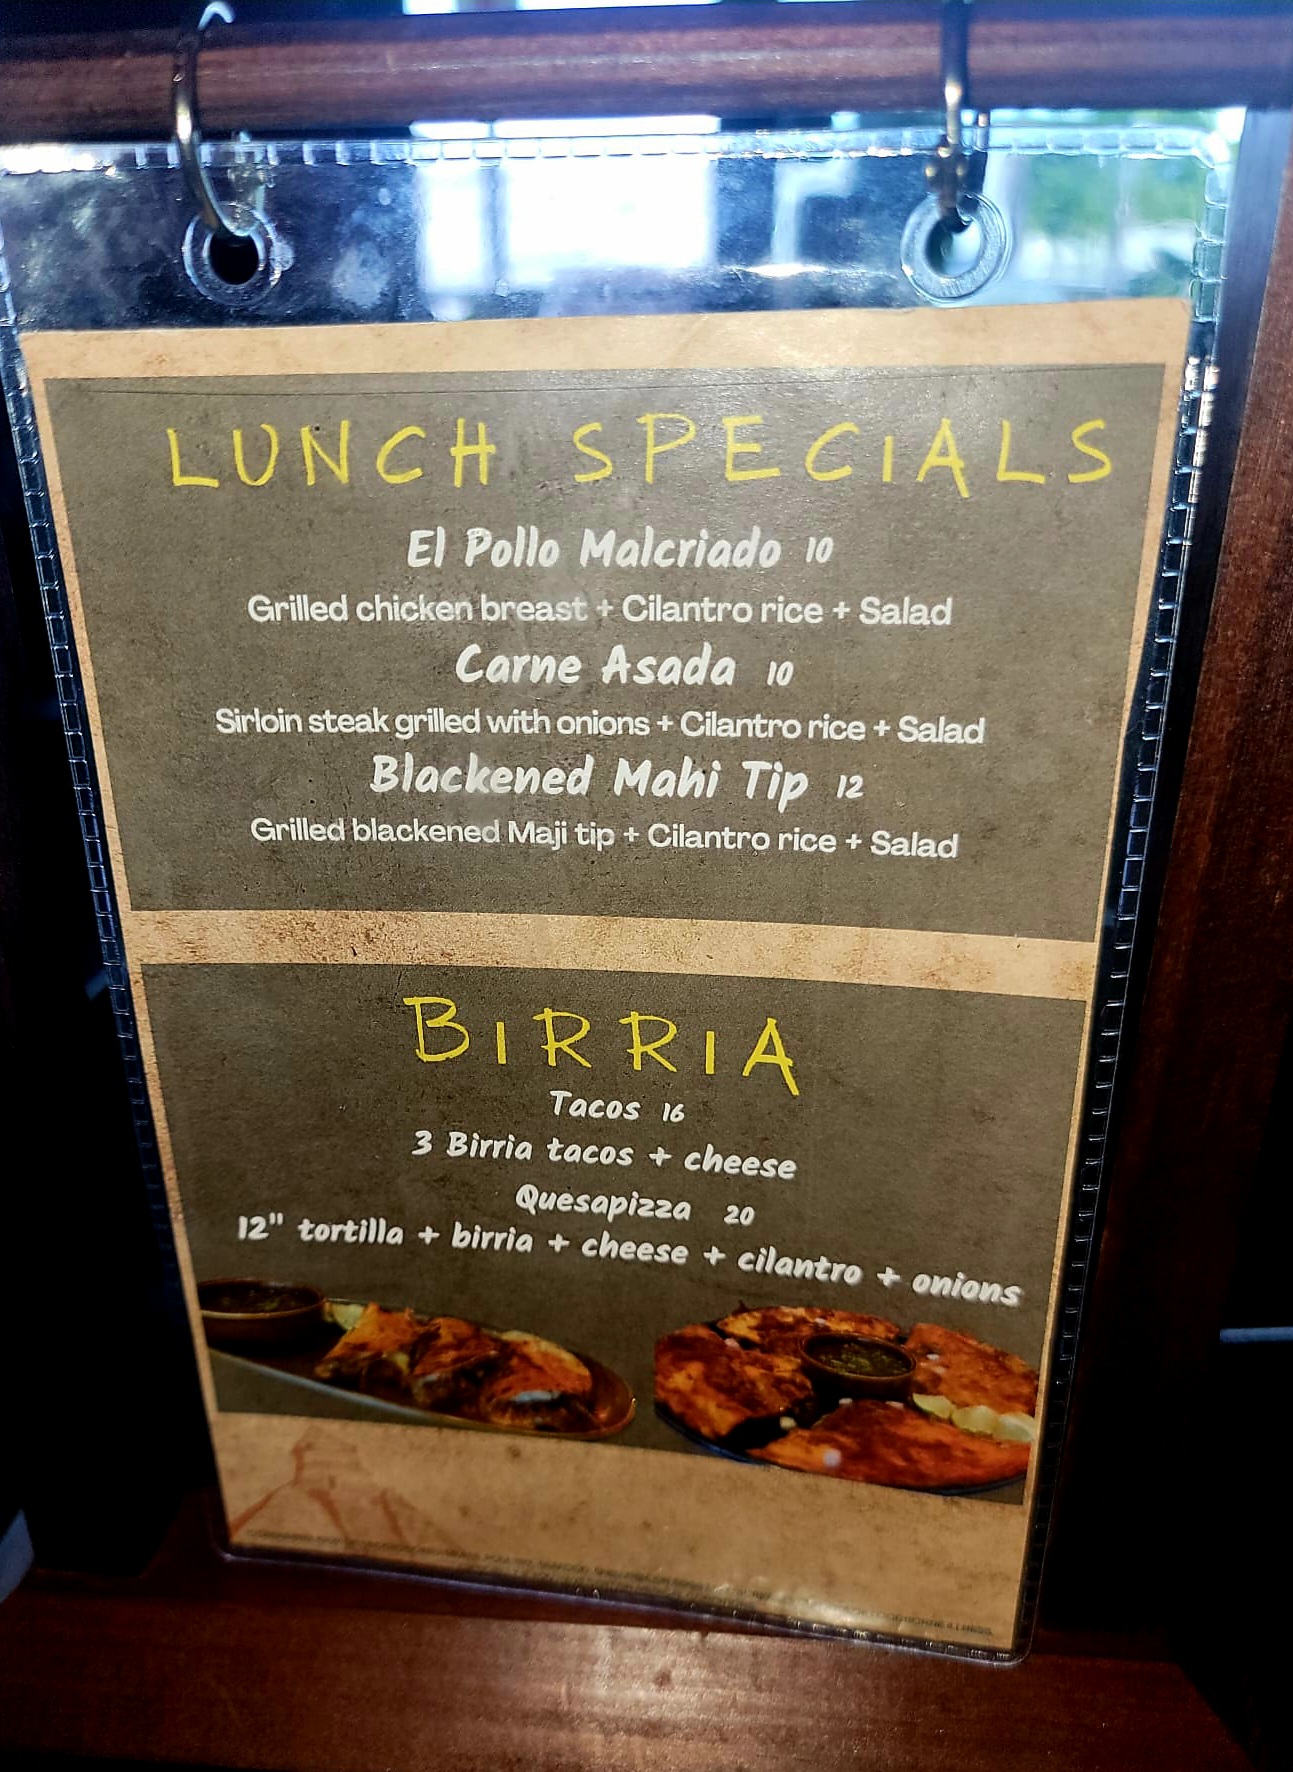 LUNCH SPECIALS
El Pollo Malcriado 10
Grilled chicken breast + Cilantro rice + Salad
Carne Asada 10
Sirloin steak grilled with onions + Cilantro rice + Salad
Blackened Mahi Tip 12
Grilled blackened Maji tip + Cilantro rice + Salad
BIRRIA
Tacos 16
3 Birria tacos + cheese
Quesapizza 20
12" tortilla + birria + cheese + cilantro + onions